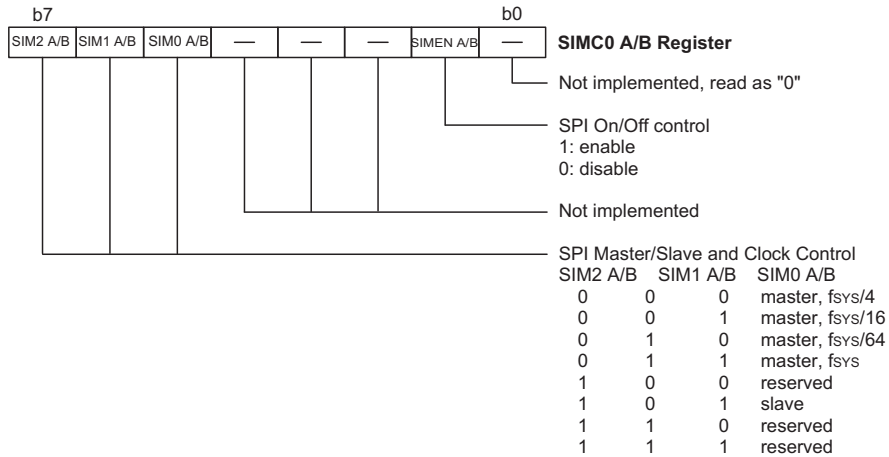 b7 b0
SIM2 A/B SIM1 A/B SIM0 A/B — — — SIMEN A/B — SIMC0 A/B Register
Not implemented, read as "0"
SPI On/Off control
1: enable
0: disable
Not implemented
SPI Master/Slave and Clock Control
SIM2 A/B SIM1 A/B SIM0 A/B
0 0 0 master, fSYS/4
0 0 1 master, fSYS/16
0 1 0 master, fSYS/64
0 1 1 master, fSYS
1 0 0 reserved
1 0 1 slave
1 1 0 reserved
1 1 1 reserved